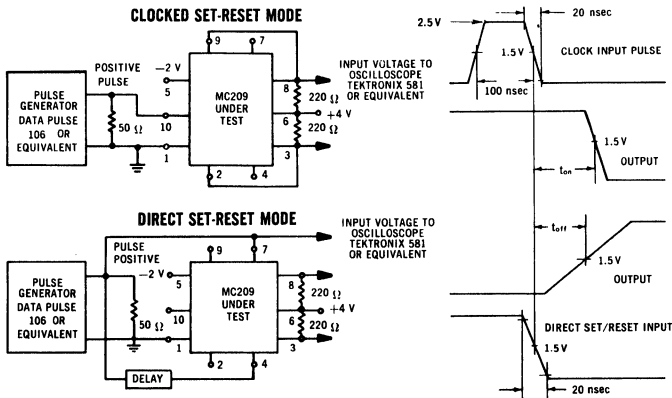 CLOCKED SET-RESET MODE
PULSE
GENERATOR
DATA PULSE
106 OR
EQUIVALENT
POSITIVE
PULSE
50 Ω
−2 V
5
10
1
9
7
MC209
UNDER
TEST
2
4
8
6
3
220
Ω
220
Ω
+4 V
INPUT VOLTAGE TO
OSCILLOSCOPE
TEKTRONIX 581
OR EQUIVALENT
DIRECT SET-RESET MODE
PULSE
GENERATOR
DATA PULSE
106 OR
EQUIVALENT
PULSE
POSITIVE
−2 V
50 Ω
5
10
1
9
7
MC209
UNDER
TEST
2
4
8
6
3
220 Ω
+4 V
220 Ω
DELAY
INPUT VOLTAGE TO
OSCILLOSCOPE
TEKTRONIX 581
OR EQUIVALENT
2.5 V
20 nsec
1.5 V
CLOCK INPUT PULSE
100 nsec
1.5 V
OUTPUT
ton
toff
1.5 V
OUTPUT
DIRECT SET/RESET INPUT
1.5 V
20 nsec